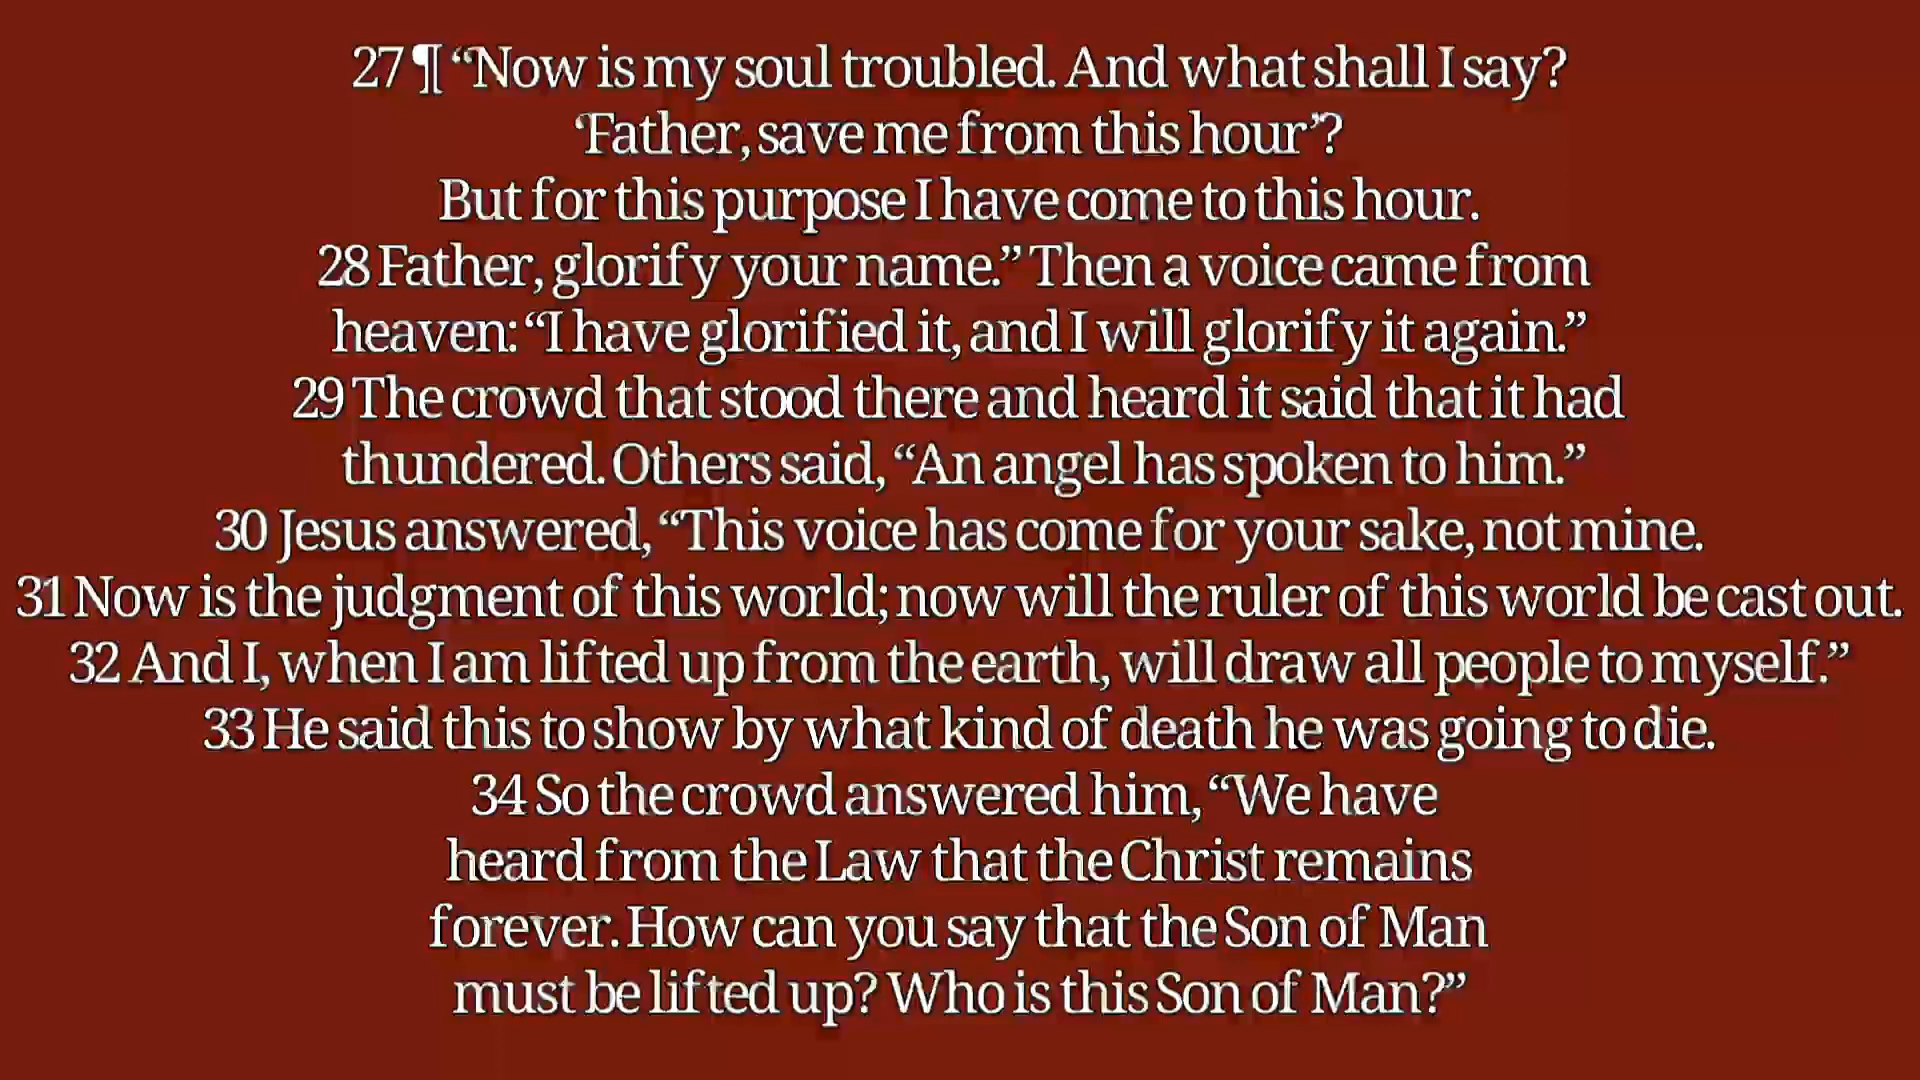 27 ¶ “Now is my soul troubled. And what shall I say?
‘Father, save me from this hour’?
But for this purpose I have come to this hour.
28 Father, glorify your name.” Then a voice came from
heaven: “I have glorified it, and I will glorify it again.”
29 The crowd that stood there and heard it said that it had
thundered. Others said, “An angel has spoken to him.”
30 Jesus answered, “This voice has come for your sake, not mine.
31 Now is the judgment of this world; now will the ruler of this world be cast out.
32 And I, when I am lifted up from the earth, will draw all people to myself.”
33 He said this to show by what kind of death he was going to die.
34 So the crowd answered him, “We have
heard from the Law that the Christ remains
forever. How can you say that the Son of Man
must be lifted up? Who is this Son of Man?”